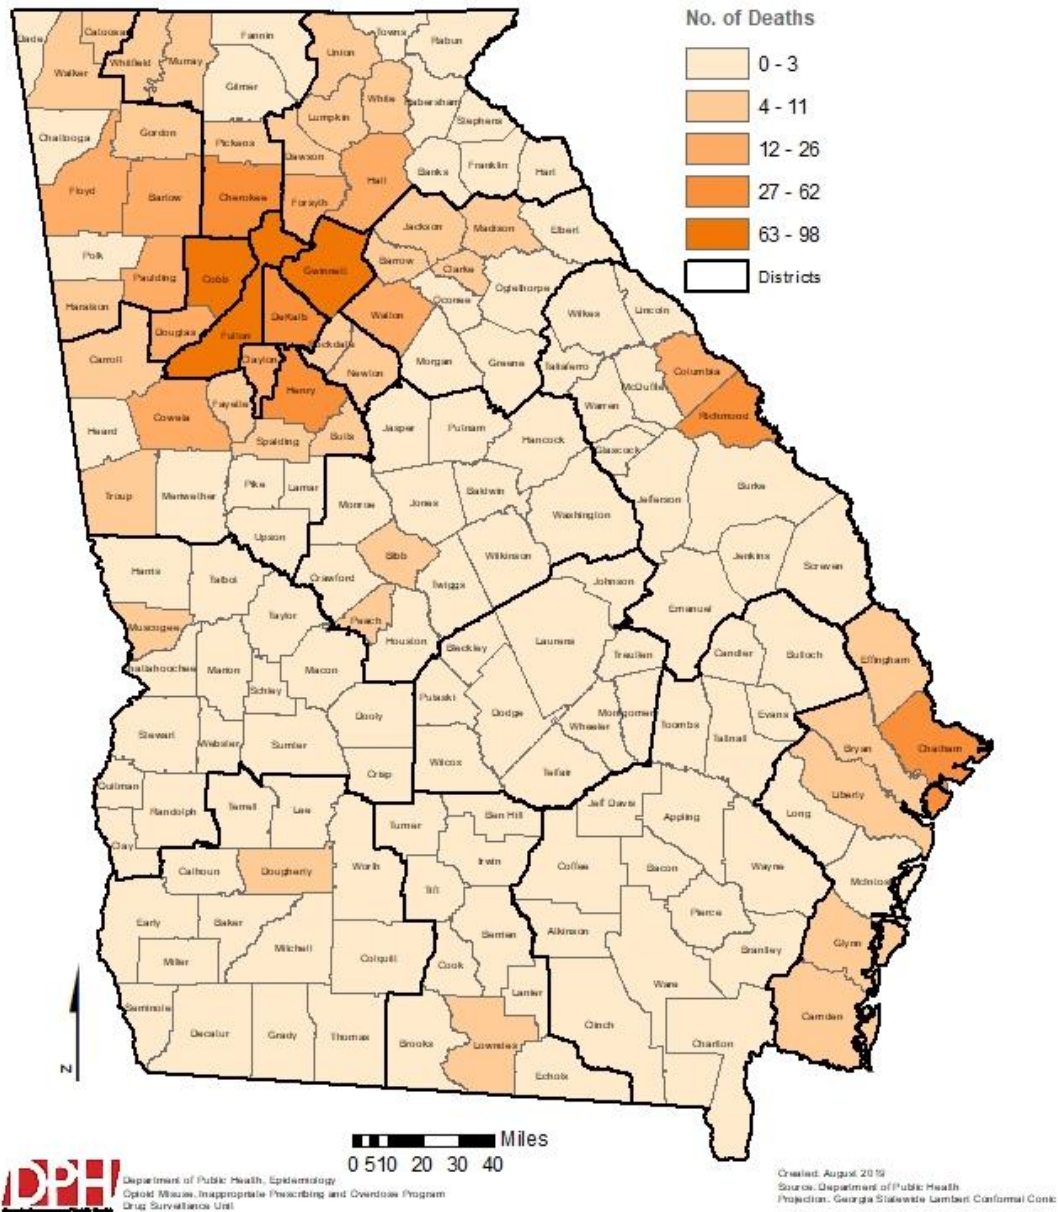 No. of Deaths
0 - 3
4 - 11
12 - 26
27 - 62
63 - 98
Districts
Dade
Catoosa
Whitfield
Murray
Fannin
Union
Towns
Rabun
Walker
Gilmer
White
Habersham
Lumpkin
Stephens
Chattooga
Gordon
Pickens
Dawson
Banks
Franklin
Hart
Floyd
Bartow
Cherokee
Forsyth
Hall
Jackson
Madison
Elbert
Polk
Paulding
Cobb
Gwinnett
Barrow
Clarke
Oconee
Oglethorpe
Haralson
Douglas
Fulton
DeKalb
Walton
Wilkes
Lincoln
Carroll
Clayton
Rockdale
Newton
Morgan
Greene
Taliaferro
McDuffie
Columbia
Heard
Coweta
Fayette
Henry
Spalding
Butts
Jasper
Putnam
Hancock
Warren
Glascock
Richmond
Troup
Meriwether
Pike
Lamar
Monroe
Jones
Baldwin
Washington
Jefferson
Burke
Upson
Bibb
Wilkinson
Jenkins
Screven
Harris
Talbot
Crawford
Twiggs
Johnson
Emanuel
Muscogee
Taylor
Peach
Houston
Bleckley
Laurens
Treutlen
Candler
Bulloch
Effingham
Chattahoochee
Marion
Macon
Schley
Pulaski
Dodge
Wheeler
Montgomery
Toombs
Tattnall
Evans
Bryan
Chatham
Stewart
Webster
Sumter
Dooly
Wilcox
Telfair
Liberty
Quitman
Randolph
Terrell
Lee
Crisp
Turner
Ben Hill
Jeff Davis
Appling
Long
Clay
Calhoun
Dougherty
Worth
Irwin
Coffee
Bacon
Wayne
McIntosh
Early
Baker
Tift
Pierce
Miller
Mitchell
Colquitt
Berrien
Atkinson
Brantley
Glynn
Cook
Lanier
Ware
Seminole
Decatur
Grady
Thomas
Brooks
Lowndes
Clinch
Charlton
Camden
Echols
N
Miles
0 5 10 20 30 40
DPH
Department of Public Health, Epidemiology
Opioid Misuse, Inappropriate Prescribing and Overdose Program
Drug Surveillance Unit
Created: August 2019
Source: Department of Public Health
Projection: Georgia Statewide Lambert Conformal Conic